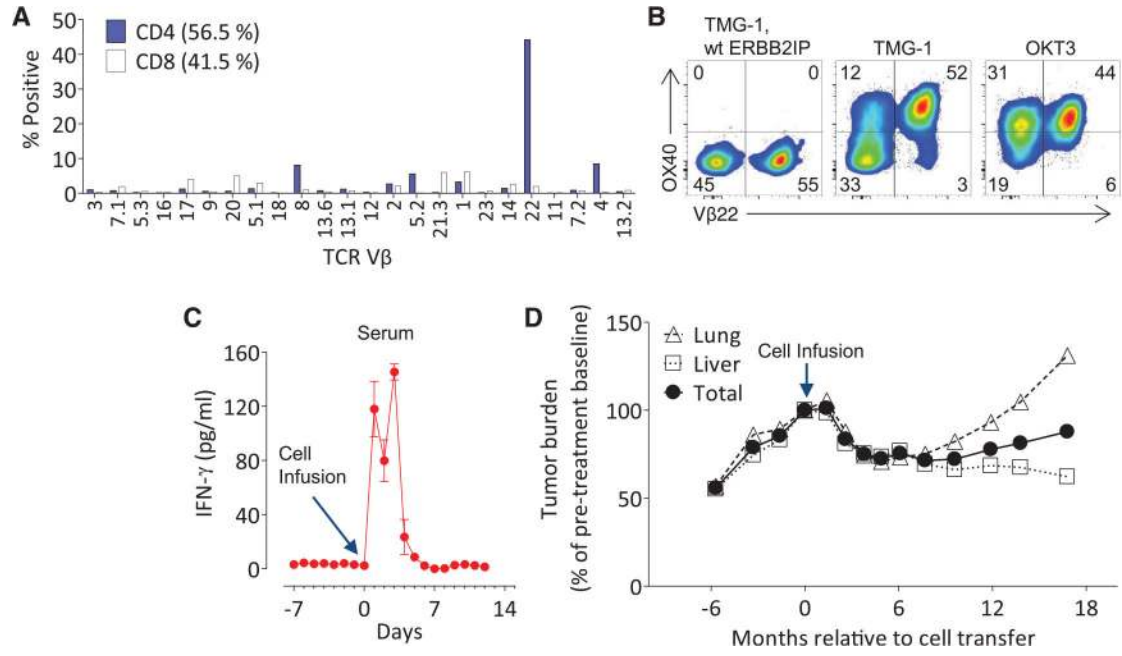 A
CD4 (56.5 %)
CD8 (41.5 %)
% Positive
50
40
30
20
10
0
3
7.1
5.3
16
17
9
20
5.1
18
8
13.6
13.1
12
2
5.2
21.3
1
23
14
22
11
7.2
4
13.2
TCR Vβ
B
TMG-1,
wt ERBB2IP
TMG-1
OKT3
0 0
45 55
12 52
33 3
31 44
19 6
OX40
Vβ22
C
Serum
IFN-γ (pg/ml)
160
120
80
40
0
Cell
Infusion
-7 0 7 14
Days
D
Tumor burden
(% of pre-treatment baseline)
150
100
50
0
Lung
Liver
Total
Cell Infusion
-6 0 6 12 18
Months relative to cell transfer